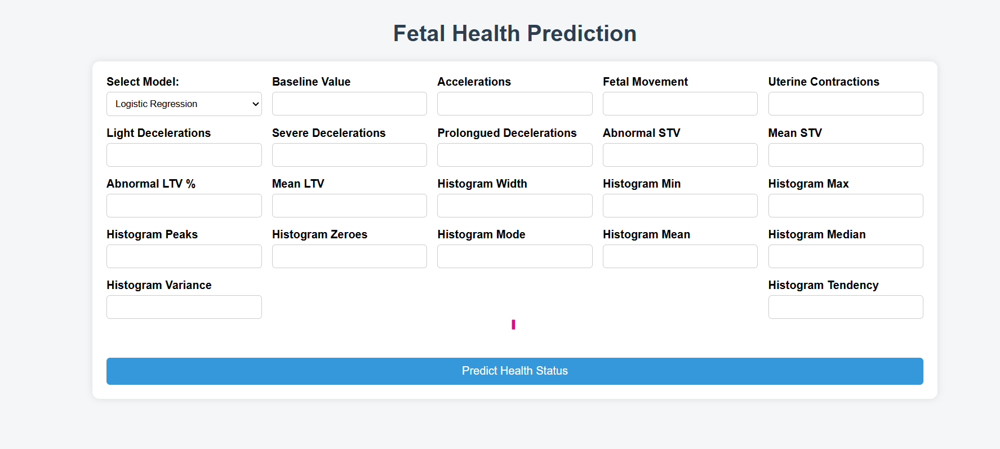 Fetal Health Prediction
Select Model: Baseline Value Accelerations Fetal Movement Uterine Contractions
Logistic Regression
Light Decelerations Severe Decelerations Prolongued Decelerations Abnormal STV Mean STV
Abnormal LTV % Mean LTV Histogram Width Histogram Min Histogram Max
Histogram Peaks Histogram Zeroes Histogram Mode Histogram Mean Histogram Median
Histogram Variance Histogram Tendency
Predict Health Status